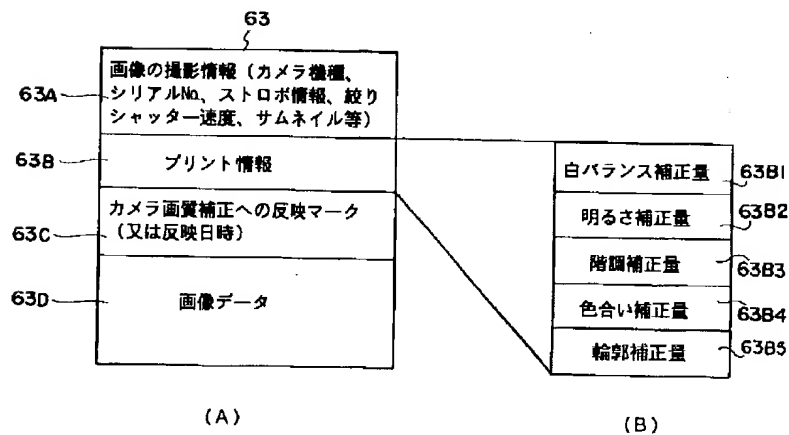 63
63A
画像の撮影情報（カメラ機種、
シリアルNo、ストロボ情報、絞り
シャッター速度、サムネイル等）
63B
プリント情報
63C
カメラ画質補正への反映マーク
（又は反映日時）
63D
画像データ
(A)
白バランス補正量
63B1
明るさ補正量
63B2
階調補正量
63B3
色合い補正量
63B4
輪郭補正量
63B5
(B)